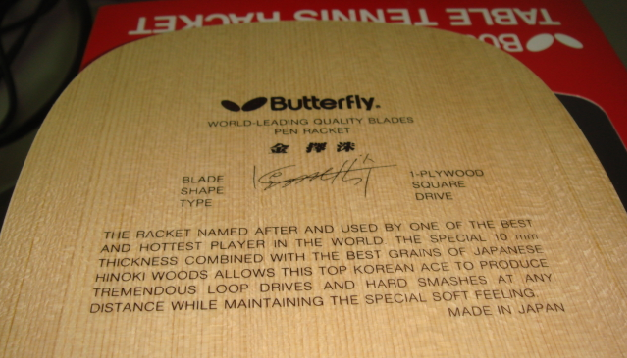 TABLE TENNIS RACKET
Butterfly.
WORLD-LEADING QUALITY BLADES
PEN RACKET
金 擇 洙
BLADE 1-PLYWOOD
SHAPE SQUARE
TYPE DRIVE
THE RACKET NAMED AFTER AND USED BY ONE OF THE BEST
AND HOTTEST PLAYER IN THE WORLD. THE SPECIAL 10 mm
THICKNESS COMBINED WITH THE BEST GRAINS OF JAPANESE
HINOKI WOODS ALLOWS THIS TOP KOREAN ACE TO PRODUCE
TREMENDOUS LOOP DRIVES AND HARD SMASHES AT ANY
DISTANCE WHILE MAINTAINING THE SPECIAL SOFT FEELING.
MADE IN JAPAN